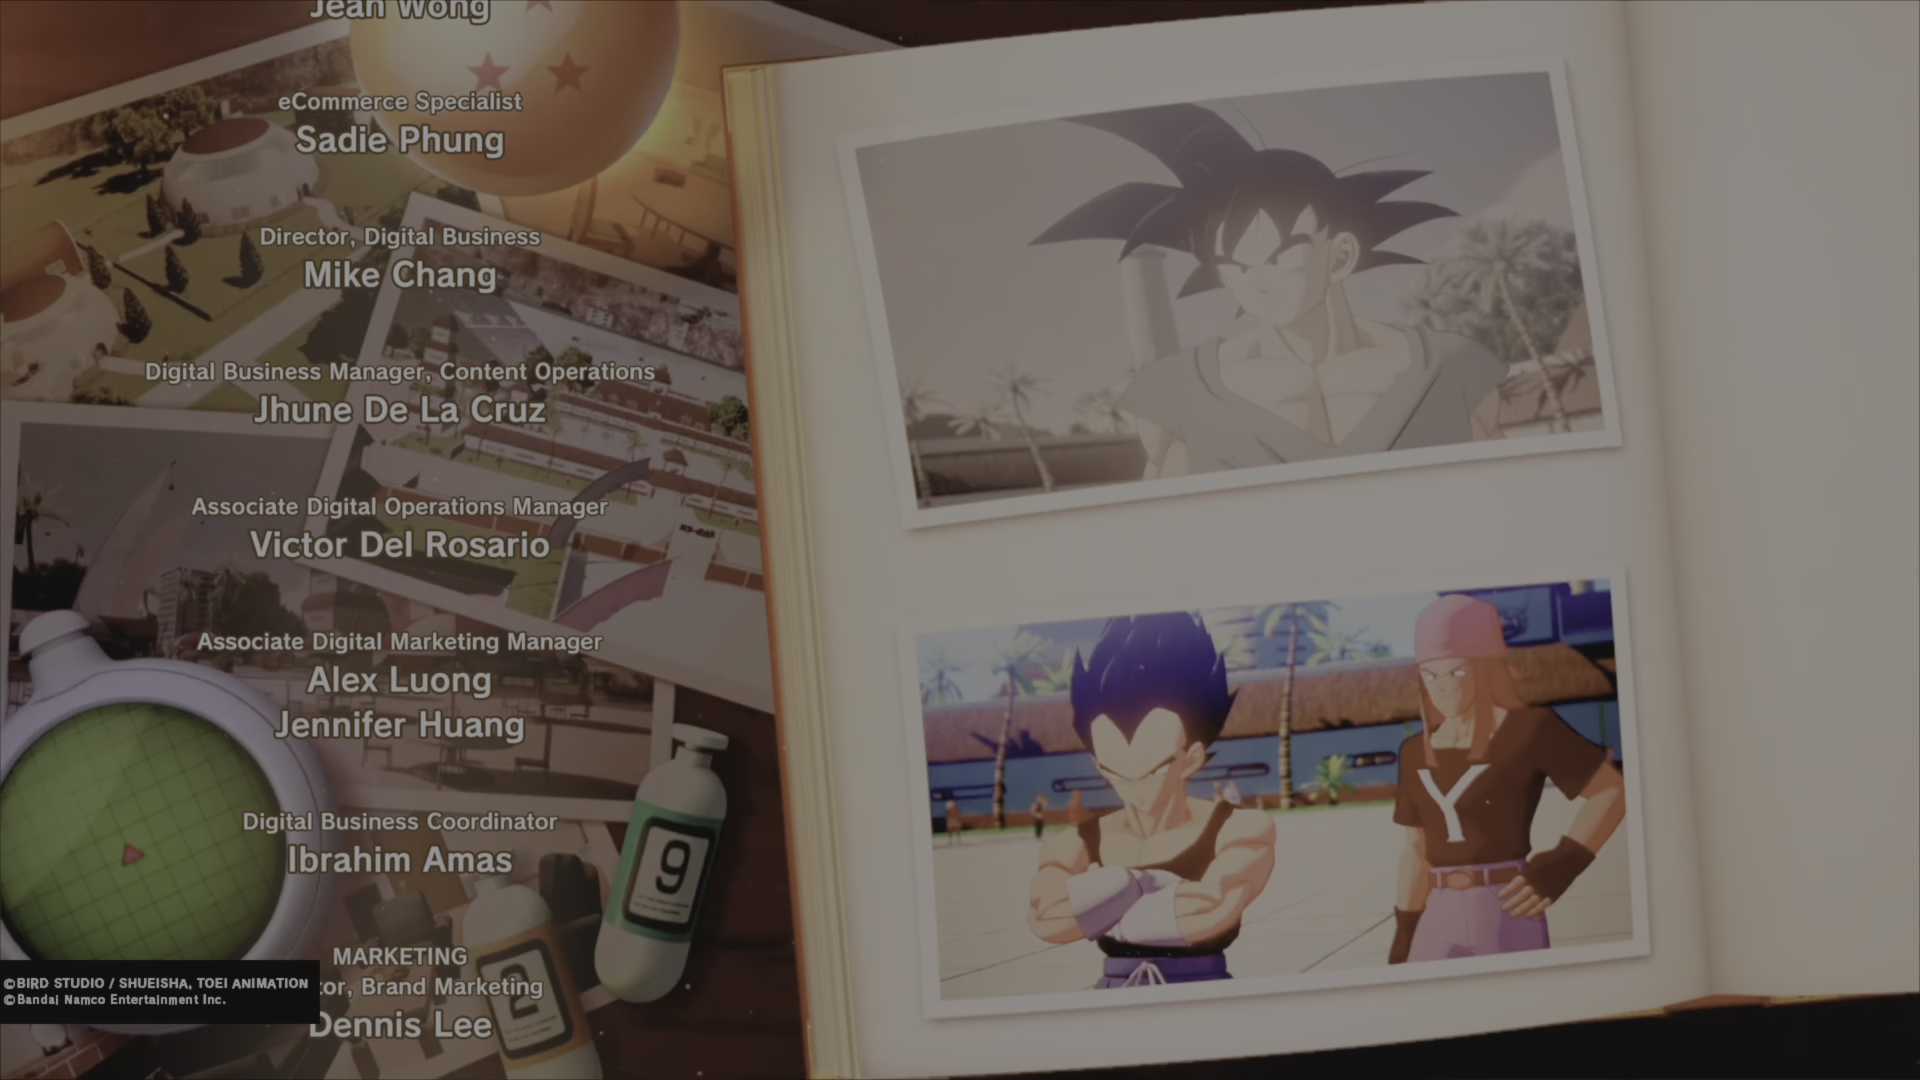 Jean Wong
eCommerce Specialist
Sadie Phung
Director, Digital Business
Mike Chang
Digital Business Manager, Content Operations
Jhune De La Cruz
Associate Digital Operations Manager
Victor Del Rosario
Associate Digital Marketing Manager
Alex Luong
Jennifer Huang
Digital Business Coordinator
Ibrahim Amas
MARKETING
tor, Brand Marketing
Dennis Lee
©BIRD STUDIO / SHUEISHA, TOEI ANIMATION
©Bandai Namco Entertainment Inc.
9
2
Y